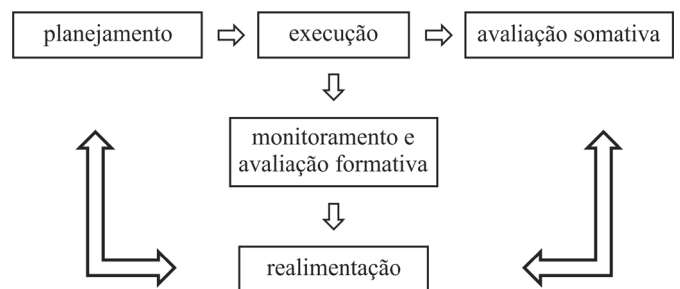 planejamento
execução
avaliação somativa
monitoramento e
avaliação formativa
realimentação